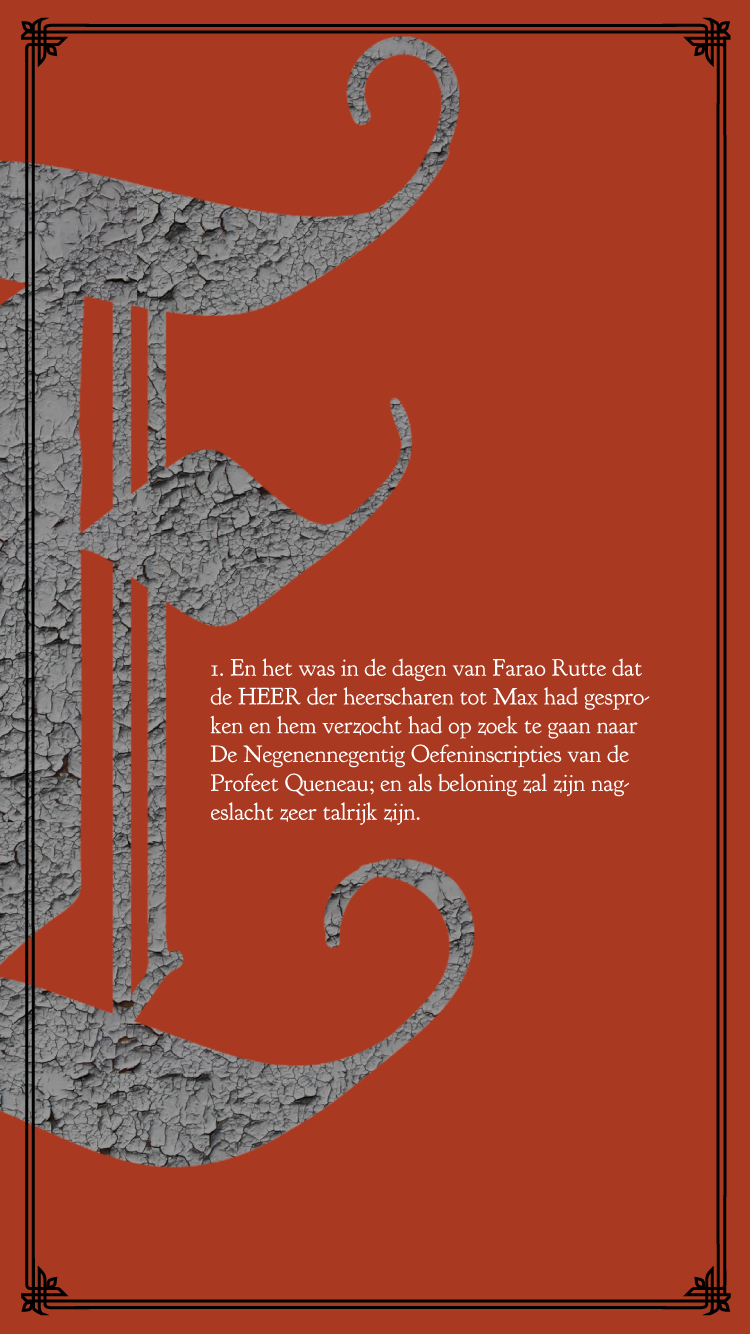 E
1. En het was in de dagen van Farao Rutte dat
de HEER der heerscharen tot Max had gespro-
ken en hem verzocht had op zoek te gaan naar
De Negenennegentig Oefeninscripties van de
Profeet Queneau; en als beloning zal zijn nag-
eslacht zeer talrijk zijn.